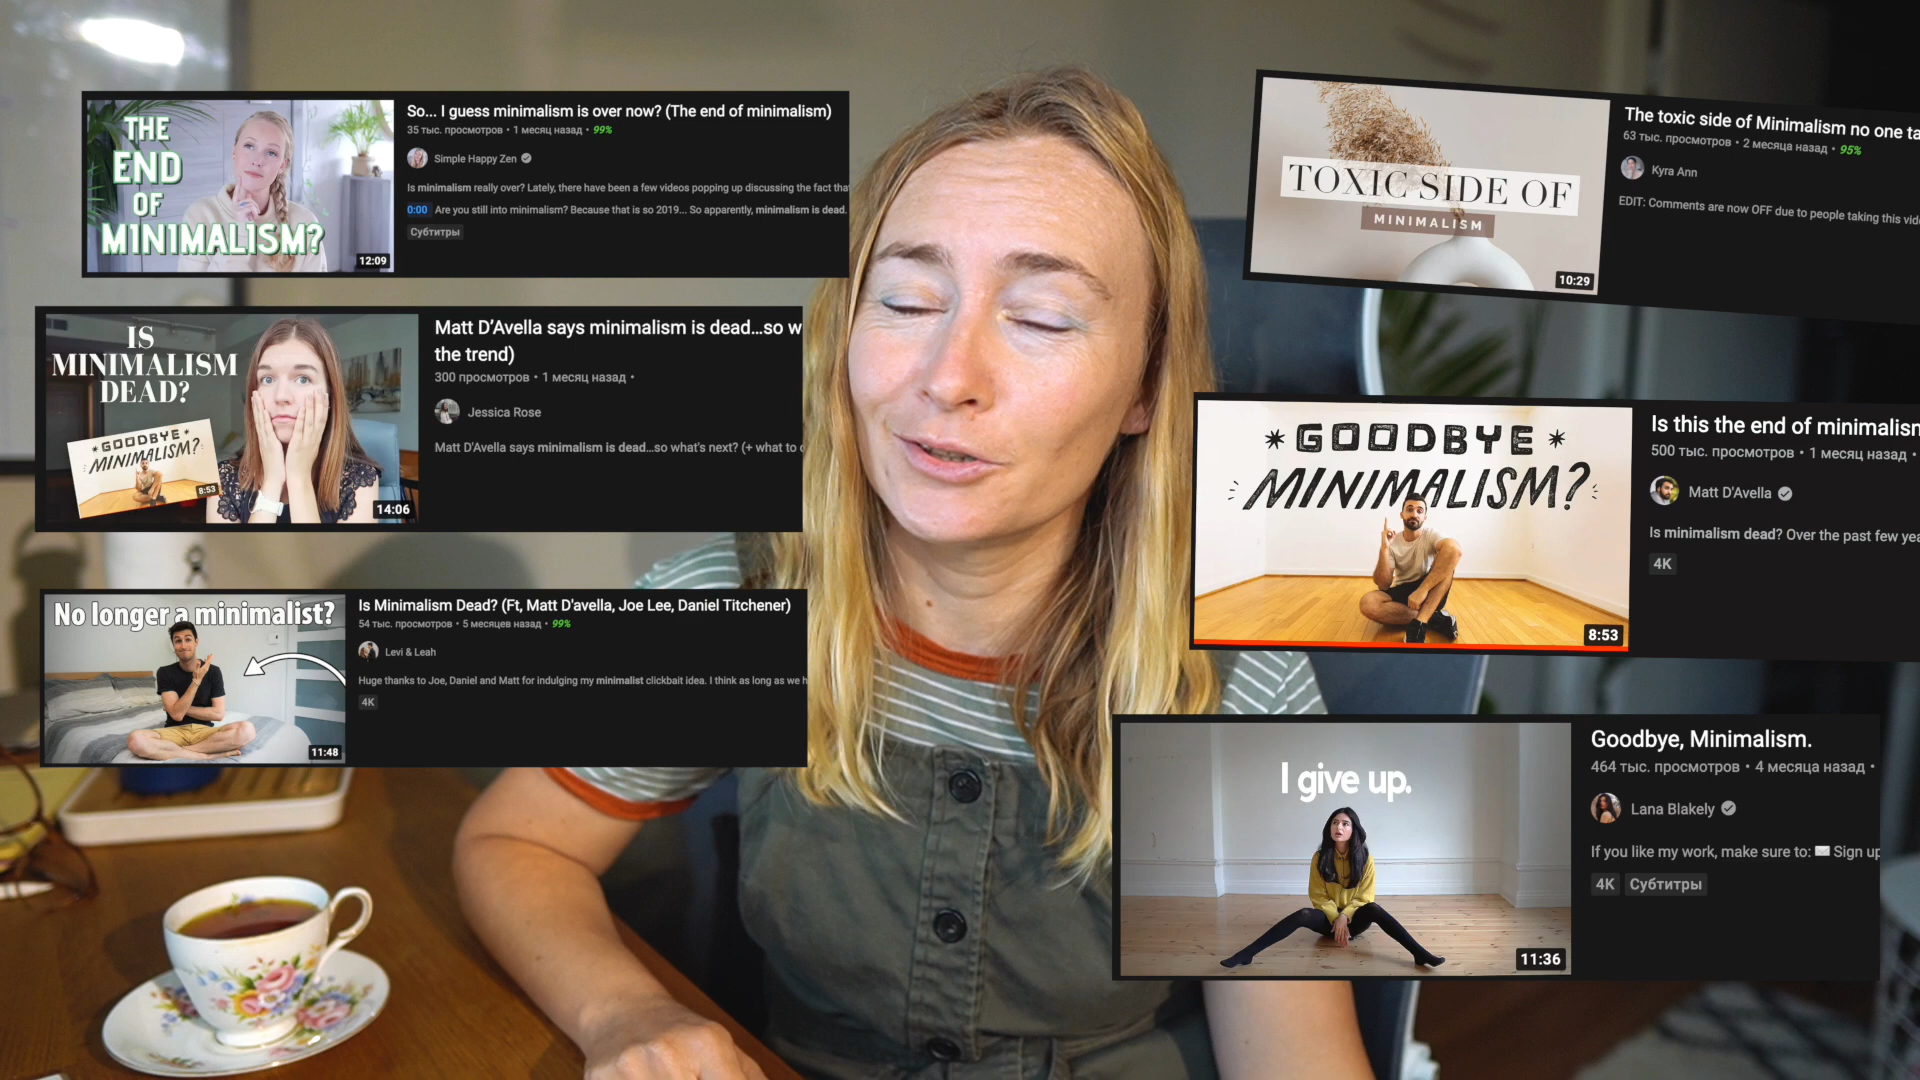 THE
END
OF
MINIMALISM?
12:09
So... I guess minimalism is over now? (The end of minimalism)
35 тыс. просмотров • 1 месяц назад • 99%
Simple Happy Zen
Is minimalism really over? Lately, there have been a few videos popping up discussing the fact that
0:00 Are you still into minimalism? Because that is so 2019... So apparently, minimalism is dead.
Субтитры
IS
MINIMALISM
DEAD?
GOODBYE
MINIMALISM?
8:53
14:06
Matt D'Avella says minimalism is dead...so w
the trend)
300 просмотров • 1 месяц назад •
Jessica Rose
Matt D'Avella says minimalism is dead...so what's next? (+ what to
No longer a minimalist?
11:48
Is Minimalism Dead? (Ft, Matt D'avella, Joe Lee, Daniel Titchener)
54 тыс. просмотров • 5 месяцев назад • 99%
Levi & Leah
Huge thanks to Joe, Daniel and Matt for indulging my minimalist clickbait idea. I think as long as we h
4K
TOXIC SIDE OF
MINIMALISM
10:29
The toxic side of Minimalism no one ta
63 тыс. просмотров • 2 месяца назад • 95%
Kyra Ann
EDIT: Comments are now OFF due to people taking this vid
GOODBYE
MINIMALISM?
8:53
Is this the end of minimalism
500 тыс. просмотров • 1 месяц назад •
Matt D'Avella
Is minimalism dead? Over the past few yea
4K
I give up.
11:36
Goodbye, Minimalism.
464 тыс. просмотров • 4 месяца назад •
Lana Blakely
If you like my work, make sure to: Sign up
4K Субтитры